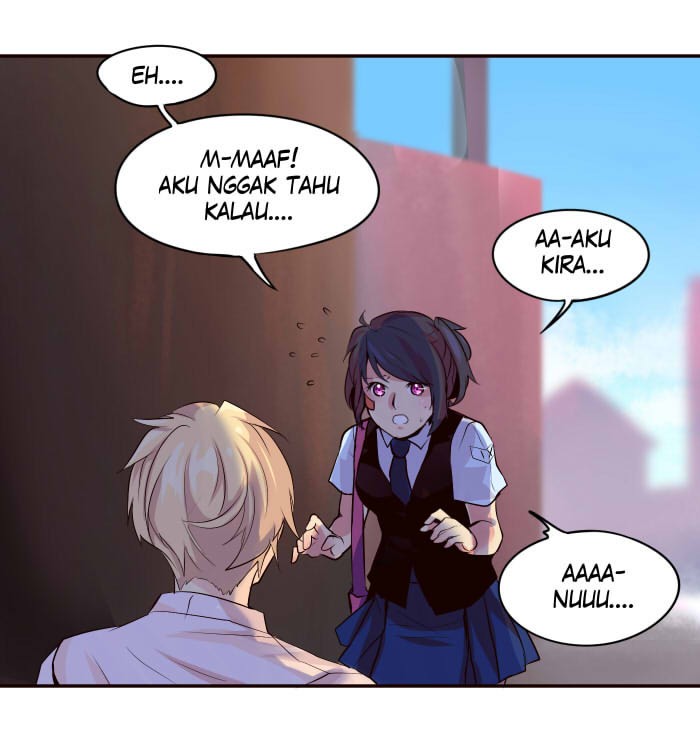 EH....
M-MAAF!
AKU NGGAK TAHU
KALAU....
AA-AKU
KIRA...
AAAA-
NUUU....